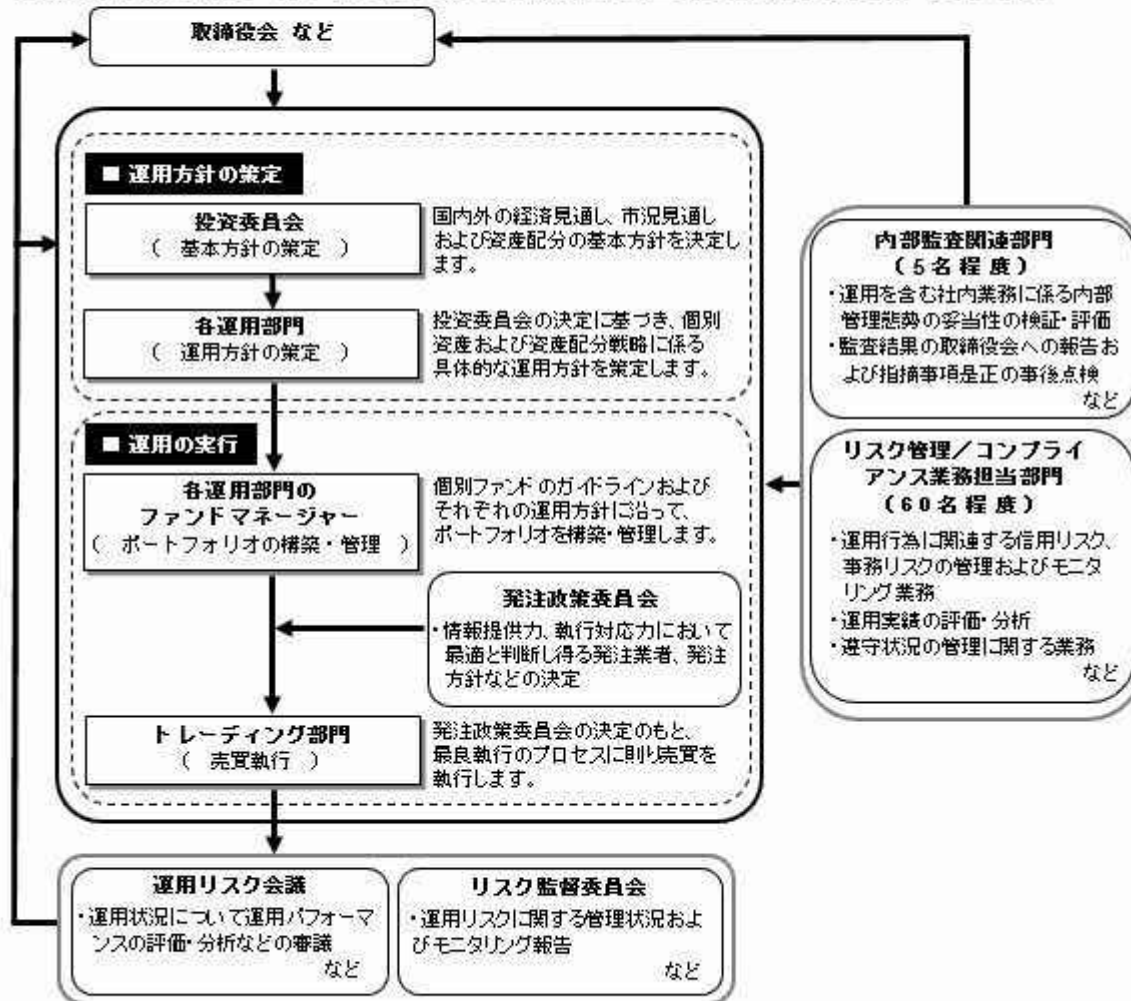 取締役会 など
■ 運用方針の策定
投資委員会
（ 基本方針の策定 ）
国内外の経済見通し、市況見通し
および資産配分の基本方針を決定し
ます。
各運用部門
（ 運用方針の策定 ）
投資委員会の決定に基づき、個別
資産および資産配分戦略に係る
具体的な運用方針を策定します。
■ 運用の実行
各運用部門の
ファンドマネージャー
（ ポートフォリオの構築・管理 ）
個別ファンドのガイドラインおよび
それぞれの運用方針に沿って、
ポートフォリオを構築・管理します。
発注政策委員会
・情報提供力、執行対応力において
最適と判断し得る発注業者、発注
方針などの決定
トレーディング部門
（ 売買執行 ）
発注政策委員会の決定のもと、
最良執行のプロセスに則り売買を
執行します。
内部監査関連部門
（5名程度）
・運用を含む社内業務に係る内部
管理態勢の妥当性の検証・評価
・監査結果の取締役会への報告お
よび指摘事項是正の事後点検
など
リスク管理／コンプライ
アンス業務担当部門
（60名程度）
・運用行為に関連する信用リスク、
事務リスクの管理およびモニタ
リング業務
・運用実績の評価・分析
・遵守状況の管理に関する業務
など
運用リスク会議
・運用状況について運用パフォーマ
ンスの評価・分析などの審議
など
リスク監督委員会
・運用リスクに関する管理状況およ
びモニタリング報告
など